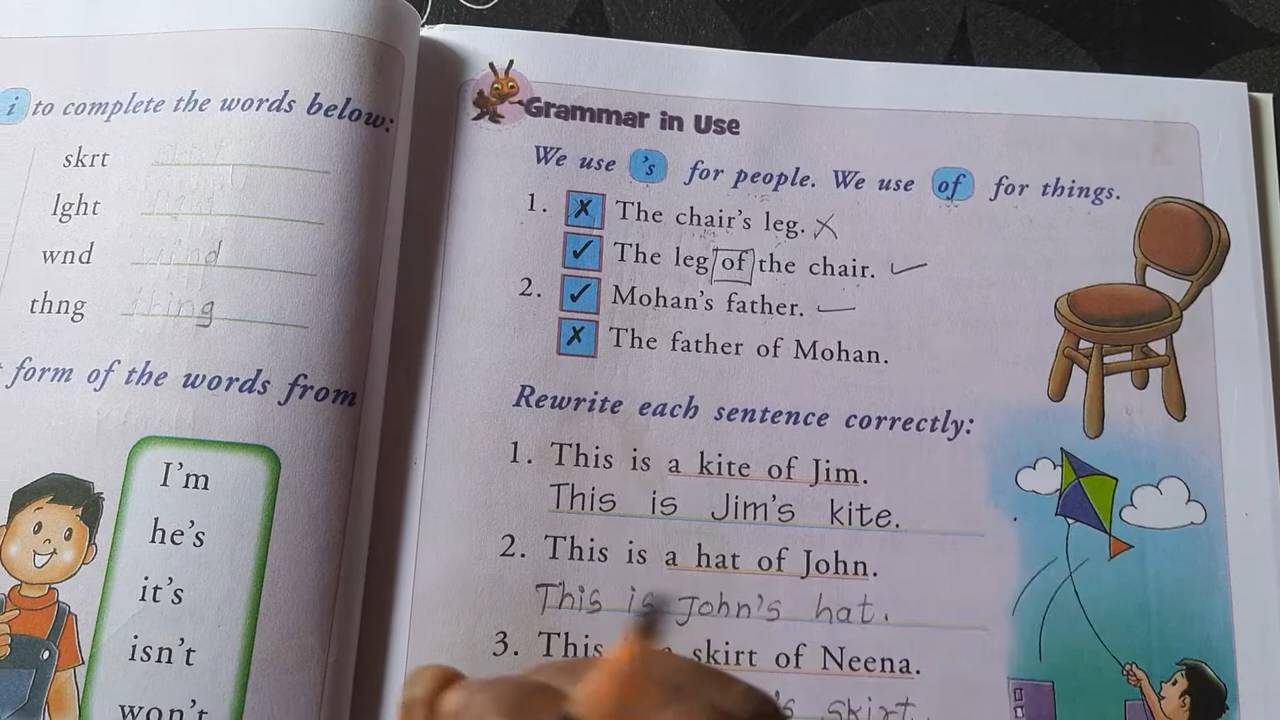 i to complete the words below:
skrt
lght light
wnd wind
thng thing
form of the words from
I'm
he's
it's
isn't
won't
Grammar in Use
We use 's for people. We use of for things.
1. ✗ The chair's leg. ✗
✓ The leg of the chair. ✓
2. ✓ Mohan's father.
✗ The father of Mohan.
Rewrite each sentence correctly:
1. This is a kite of Jim.
This is Jim's kite.
2. This is a hat of John.
This is John's hat.
3. This skirt of Neena.
's skirt.